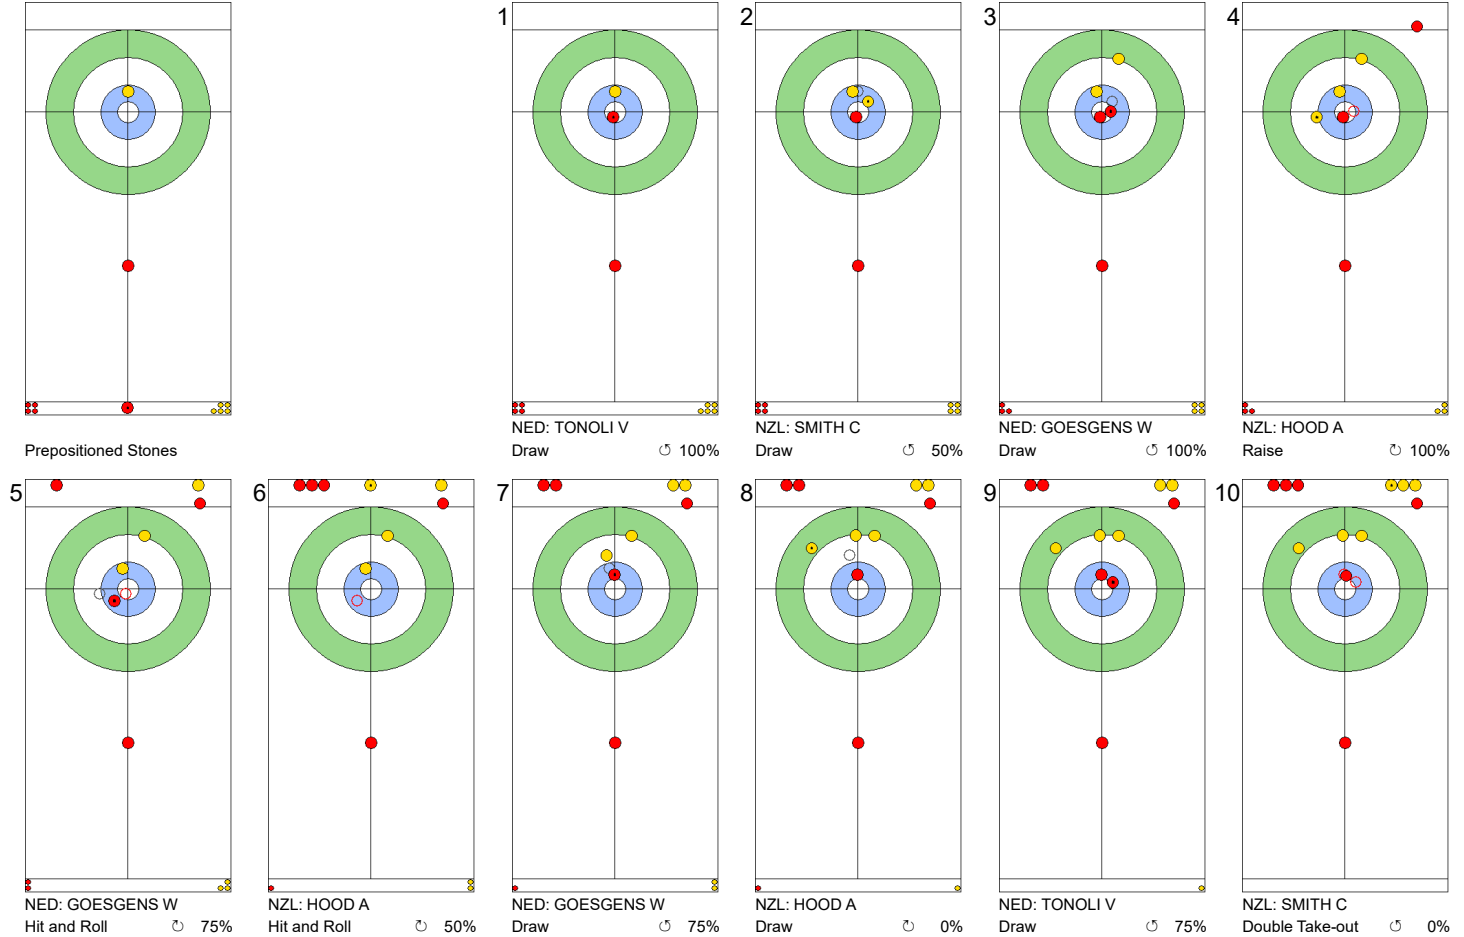 1
2
3
4
Prepositioned Stones
NED: TONOLI V
Draw 100%
NZL: SMITH C
Draw 50%
NED: GOESGENS W
Draw 100%
NZL: HOOD A
Raise 100%
5
6
7
8
9
10
NED: GOESGENS W
Hit and Roll 75%
NZL: HOOD A
Hit and Roll 50%
NED: GOESGENS W
Draw 75%
NZL: HOOD A
Draw 0%
NED: TONOLI V
Draw 75%
NZL: SMITH C
Double Take-out 0%